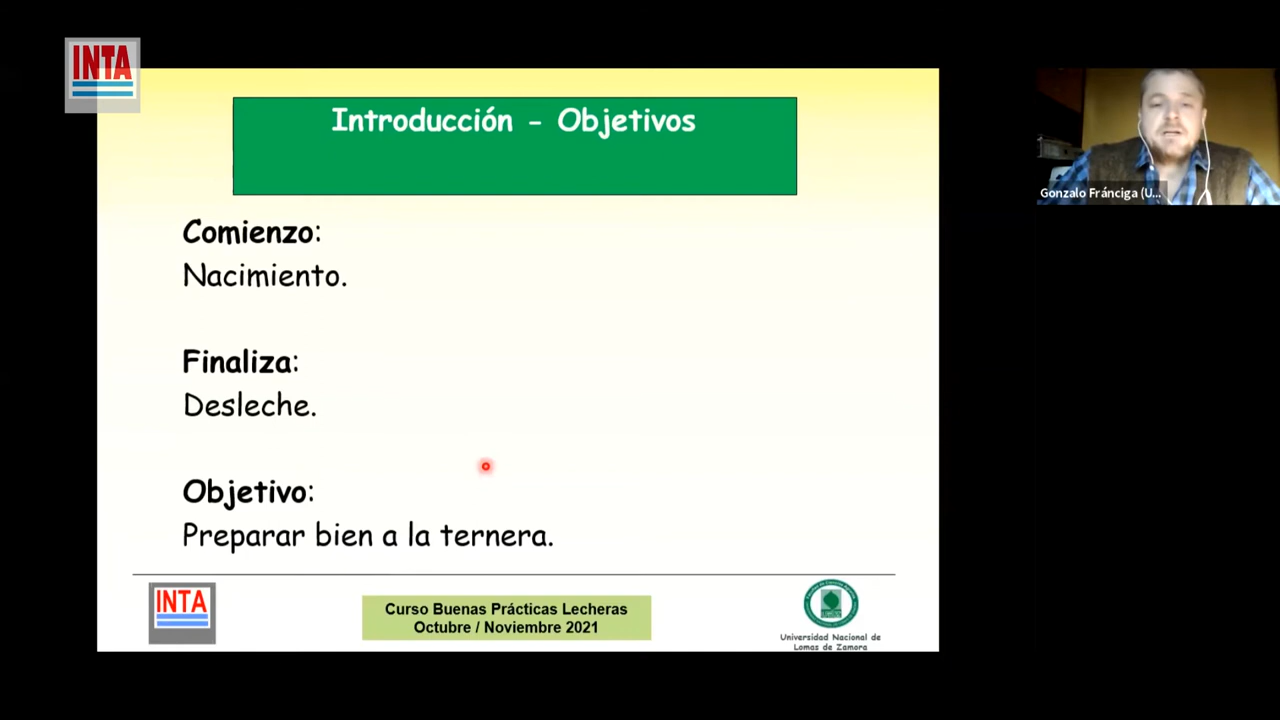 INTA
Introducción - Objetivos
Comienzo:
Nacimiento.
Finaliza:
Desleche.
Objetivo:
Preparar bien a la ternera.
INTA
Curso Buenas Prácticas Lecheras
Octubre / Noviembre 2021
Universidad Nacional de
Lomas de Zamora
Gonzalo Fránciga (U...